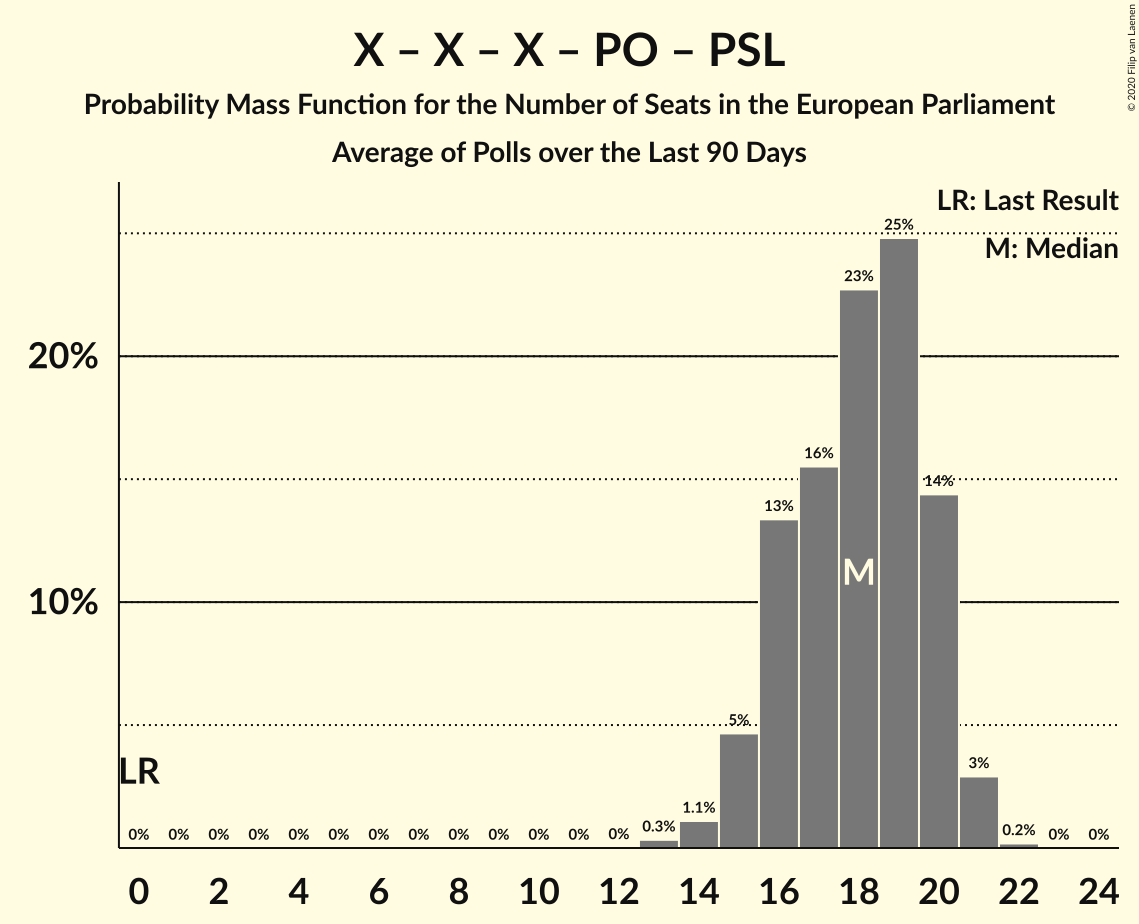 X – X – X – PO – PSL
Probability Mass Function for the Number of Seats in the European Parliament
Average of Polls over the Last 90 Days
© 2020 Filip van Laenen
LR: Last Result
M: Median
20%
10%
25%
23%
16%
14%
13%
5%
3%
1.1%
0.3%
0.2%
M
LR
0% 0% 0% 0% 0% 0% 0% 0% 0% 0% 0% 0% 0% 0% 0%
0 2 4 6 8 10 12 14 16 18 20 22 24